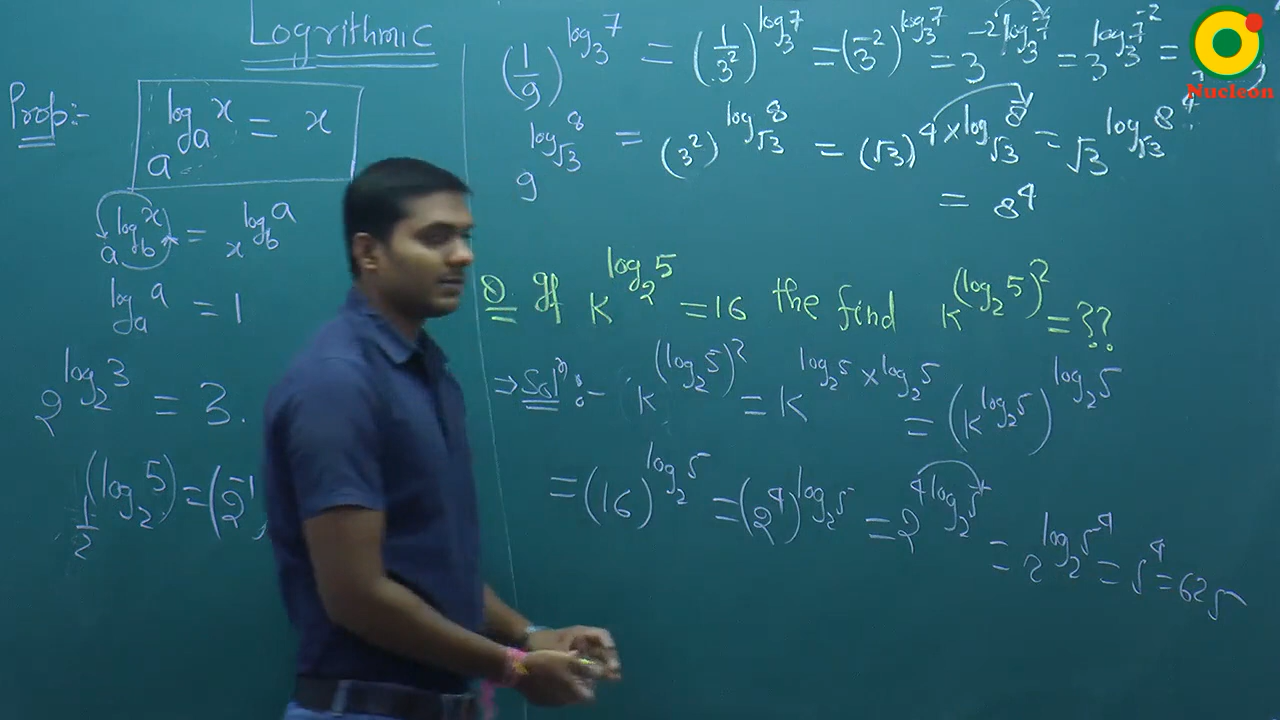 Logrithmic
Prop:-
a^(log_a x) = x
a^(log_b x) = x^(log_b a)
log_a a = 1
2^(log_2 3) = 3.
1/2^(log_2 5) = (2^-1
(1/9)^(log_3 7) = (1/3^2)^(log_3 7) = (3^-2)^(log_3 7) = 3^(-2 log_3 7) = 3^(log_3 7^-2) =
9^(log_√3 8) = (3^2)^(log_√3 8) = (√3)^(4×log_√3 8) = √3^(log_√3 8^4)
= 8^4
Q If K^(log_2 5) = 16 the find K^(log_2 5)^2 = ??
⇒ Sol^n :- K^(log_2 5)^2 = K^(log_2 5 × log_2 5) = (K^(log_2 5))^(log_2 5)
= (16)^(log_2 5) = (2^4)^(log_2 5) = 2^(4 log_2 5) = 2^(log_2 5^4) = 5^4 = 625
Nucleon